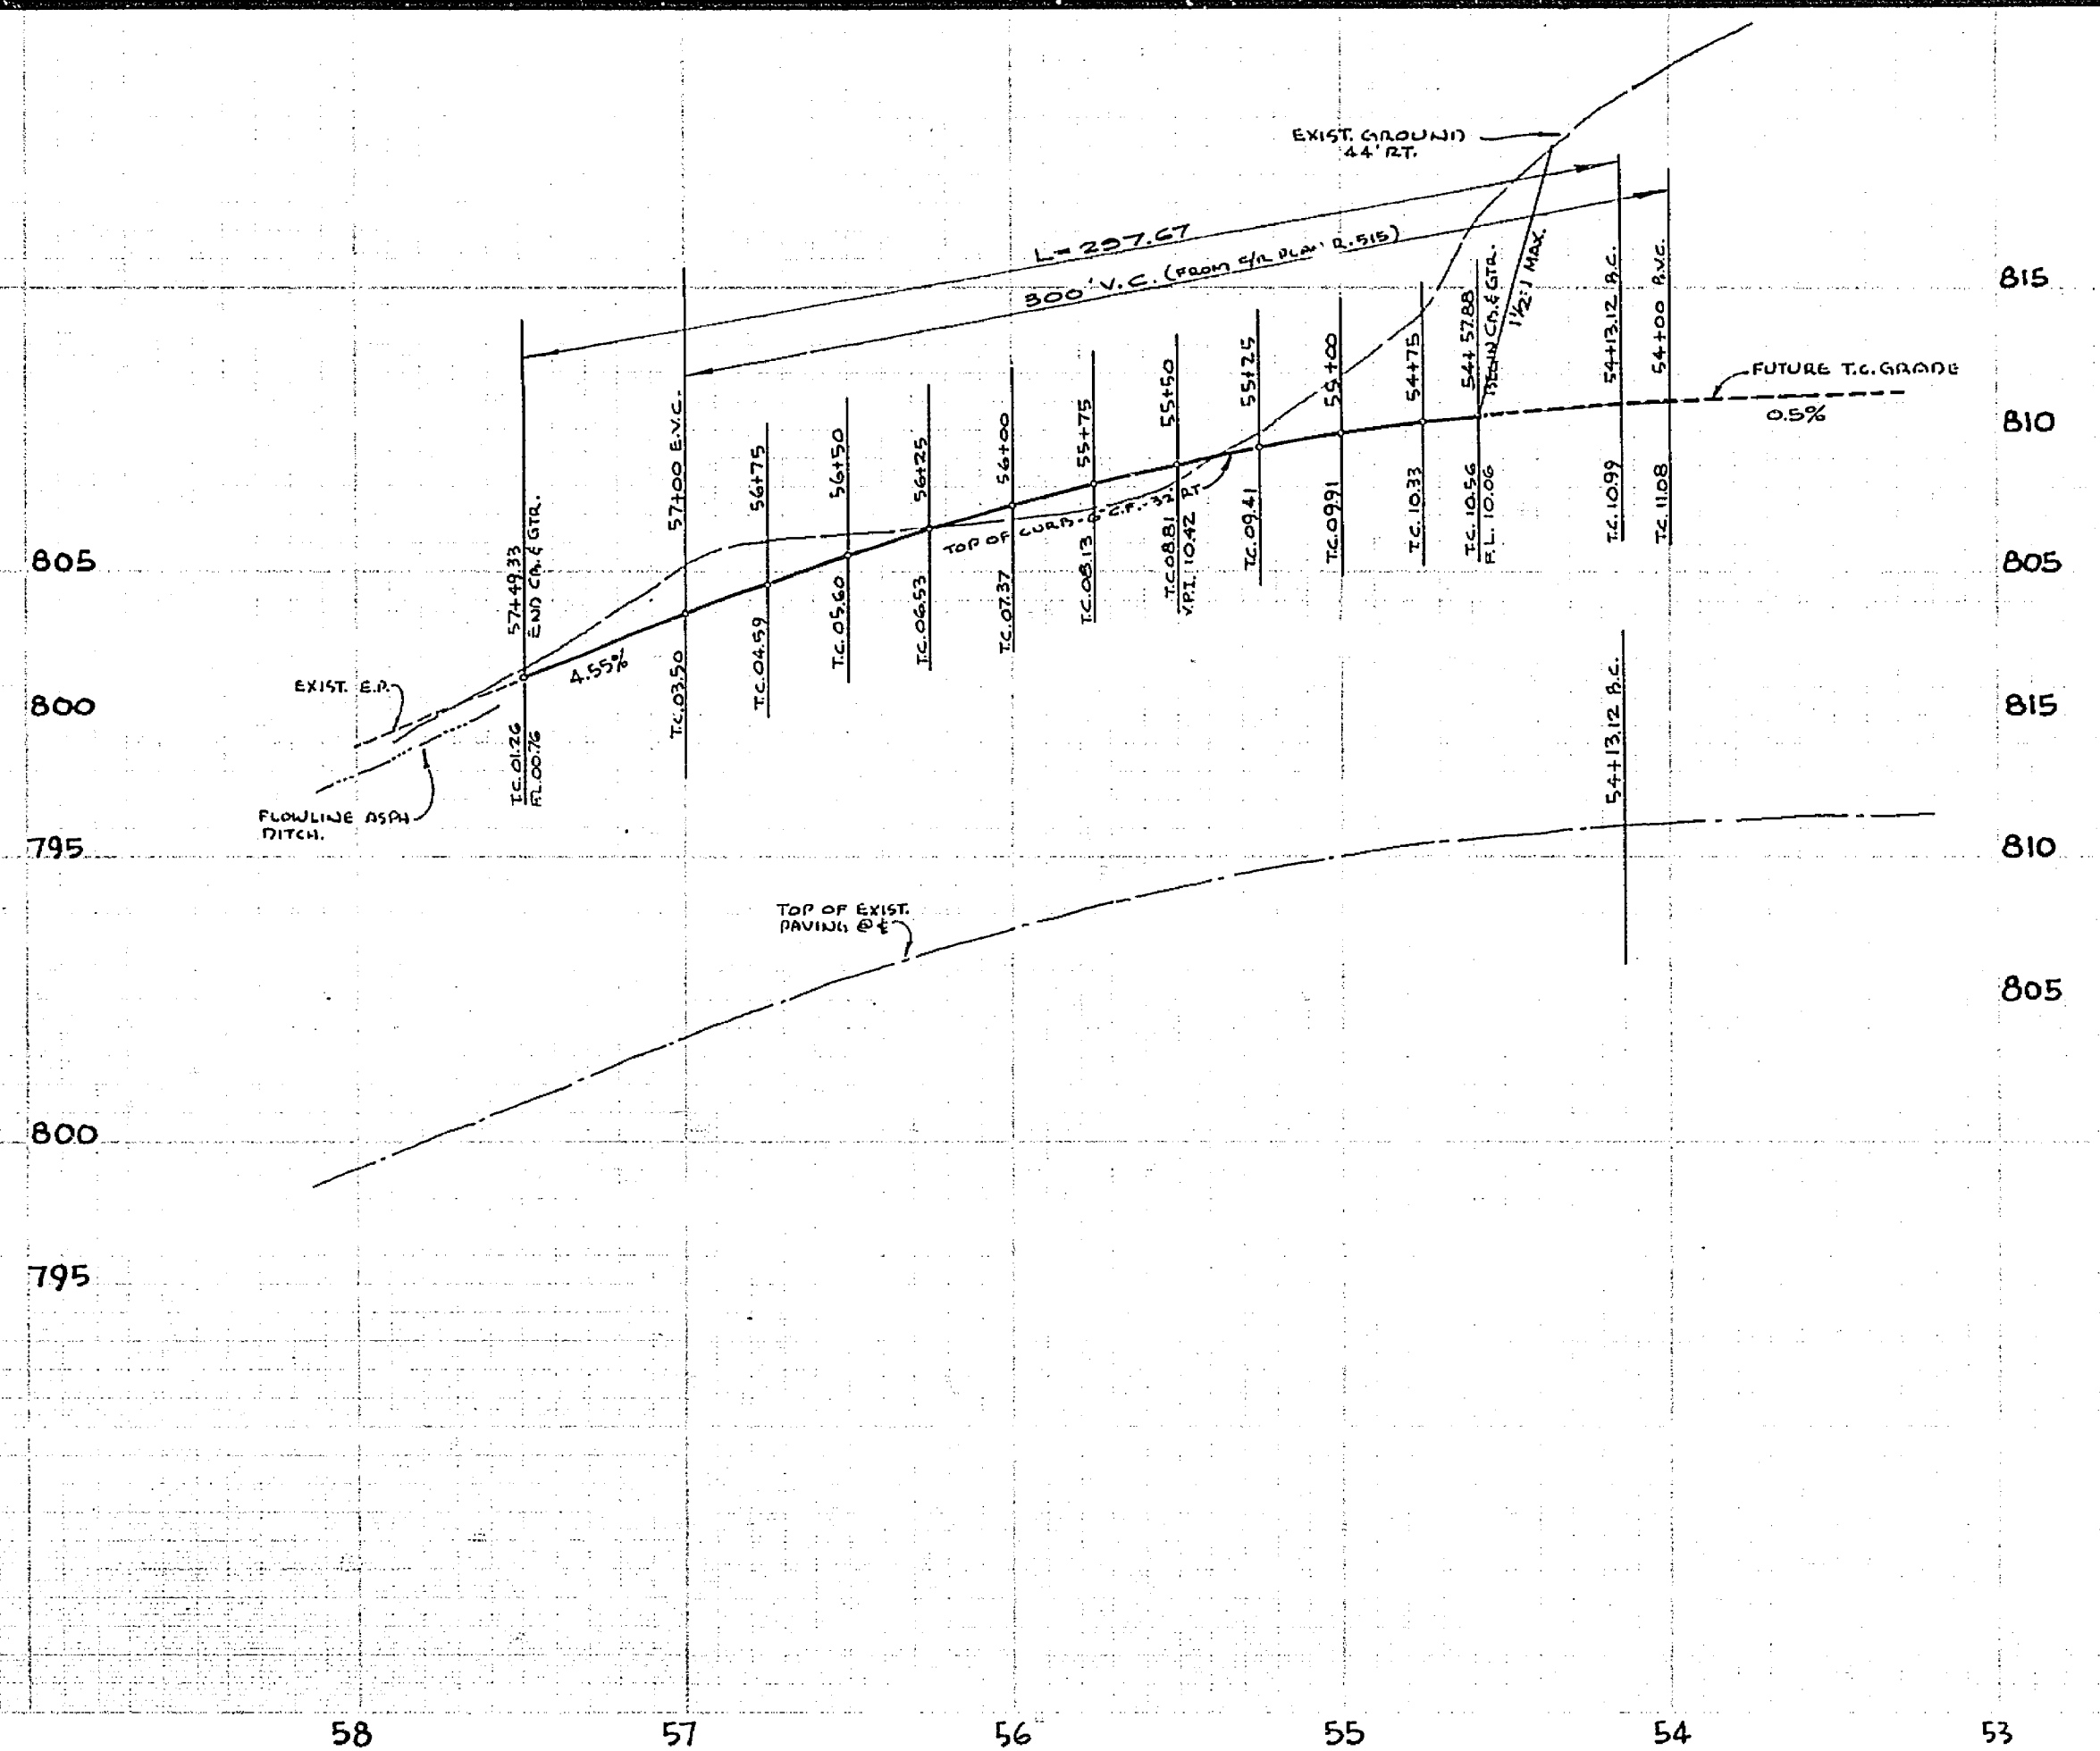 EXIST. GROUND
44' RT.
L = 297.67
300' V.C. (FROM C/R PLAN R.515)
1½:1 MAX.
815
FUTURE T.C. GRADE
0.5%
810
805
805
800
57+49.33
END CB. & GTR.
57+00 E.V.C.
56+75
56+50
56+25
56+00
55+75
55+50
55+25
55+00
54+75
54+57.88
BEGIN CB. & GTR.
54+13.12 B.C.
54+00 B.V.C.
TOP OF CURB - 6" C.F. - 32' RT
T.C. 01.26
FL. 00.76
T.C. 03.50
T.C. 04.59
T.C. 05.60
T.C. 06.53
T.C. 07.37
T.C. 08.13
T.C. 08.81
V.P.I. 10.42
T.C. 09.41
T.C. 09.91
T.C. 10.33
T.C. 10.56
F.L. 10.06
T.C. 10.99
T.C. 11.08
4.55%
EXIST. E.P.
FLOWLINE ASPH
DITCH.
54+13.12 B.C.
815
795
810
TOP OF EXIST.
PAVING @ ℄
805
800
795
58
57
56
55
54
53